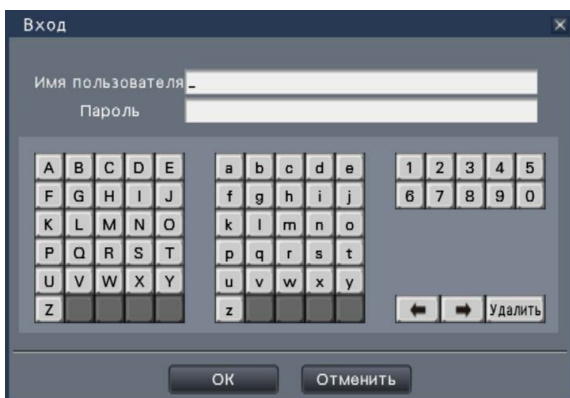 Вход
Имя пользователя
Пароль
A B C D E a b c d e 1 2 3 4 5
F G H I J f g h i j 6 7 8 9 0
K L M N O k l m n o
P Q R S T p q r s t
U V W X Y u v w x y
Z z Удалить
OK Отменить